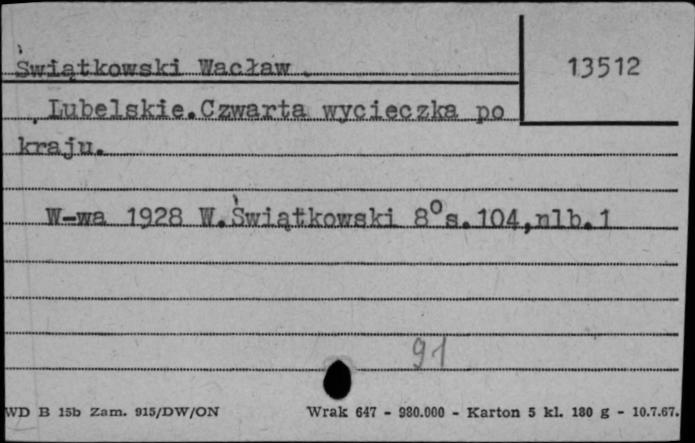 Świątkowski Wacław
13512
Lubelskie. Czwarta wycieczka po
kraju.
W-wa 1928 W. Świątkowski 8° s. 104, nlb. 1
91
WD B 15b Zam. 915/DW/ON
Wrak 647 - 980.000 - Karton 5 kl. 180 g - 10.7.67.